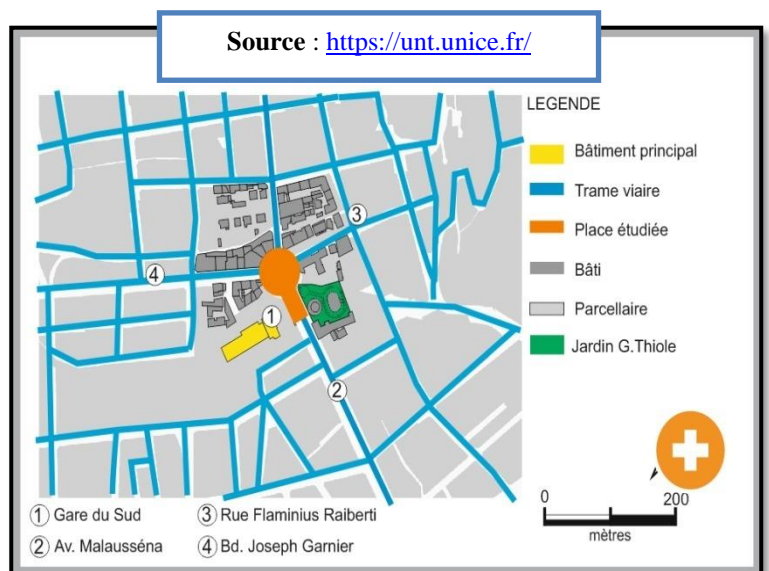 Source : https://unt.unice.fr/
LEGENDE
Bâtiment principal
Trame viaire
Place étudiée
Bâti
Parcellaire
Jardin G.Thiole
3
4
1
2
0 200
mètres
1 Gare du Sud
2 Av. Malausséna
3 Rue Flaminius Raiberti
4 Bd. Joseph Garnier